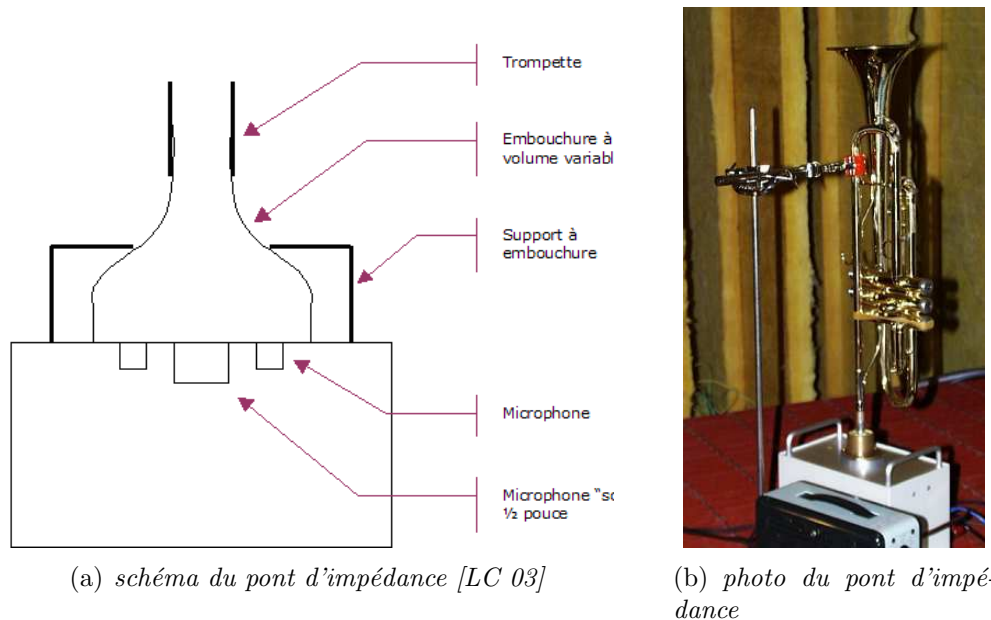 Trompette
Embouchure à
volume variabl
Support à
embouchure
Microphone
Microphone "so
½ pouce
(a) schéma du pont d'impédance [LC 03]
(b) photo du pont d'impé-
dance